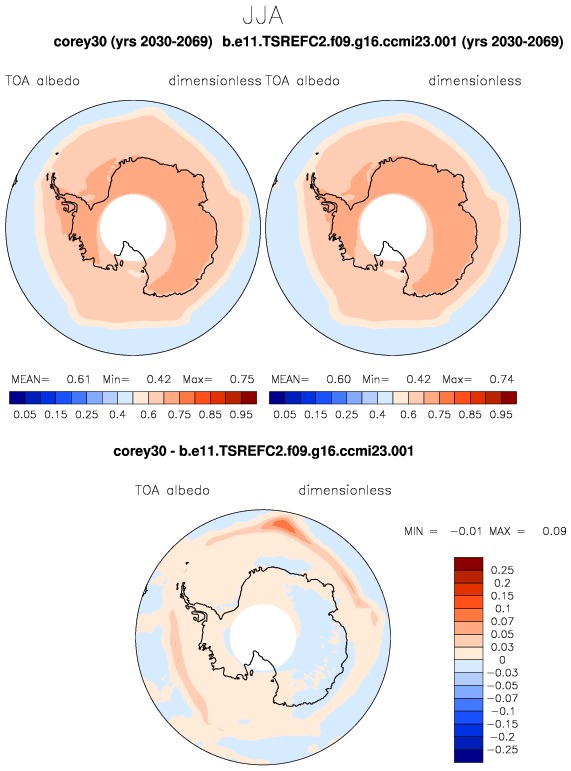 JJA
corey30 (yrs 2030-2069) b.e11.TSREFC2.f09.g16.ccmi23.001 (yrs 2030-2069)
TOA albedo dimensionless TOA albedo dimensionless
MEAN= 0.61 Min= 0.42 Max= 0.75 MEAN= 0.60 Min= 0.42 Max= 0.74
0.05 0.15 0.25 0.4 0.6 0.75 0.85 0.95 0.05 0.15 0.25 0.4 0.6 0.75 0.85 0.95
corey30 - b.e11.TSREFC2.f09.g16.ccmi23.001
TOA albedo dimensionless
MIN = -0.01 MAX = 0.09
0.25
0.2
0.15
0.1
0.07
0.05
0.03
0
-0.03
-0.05
-0.07
-0.1
-0.15
-0.2
-0.25